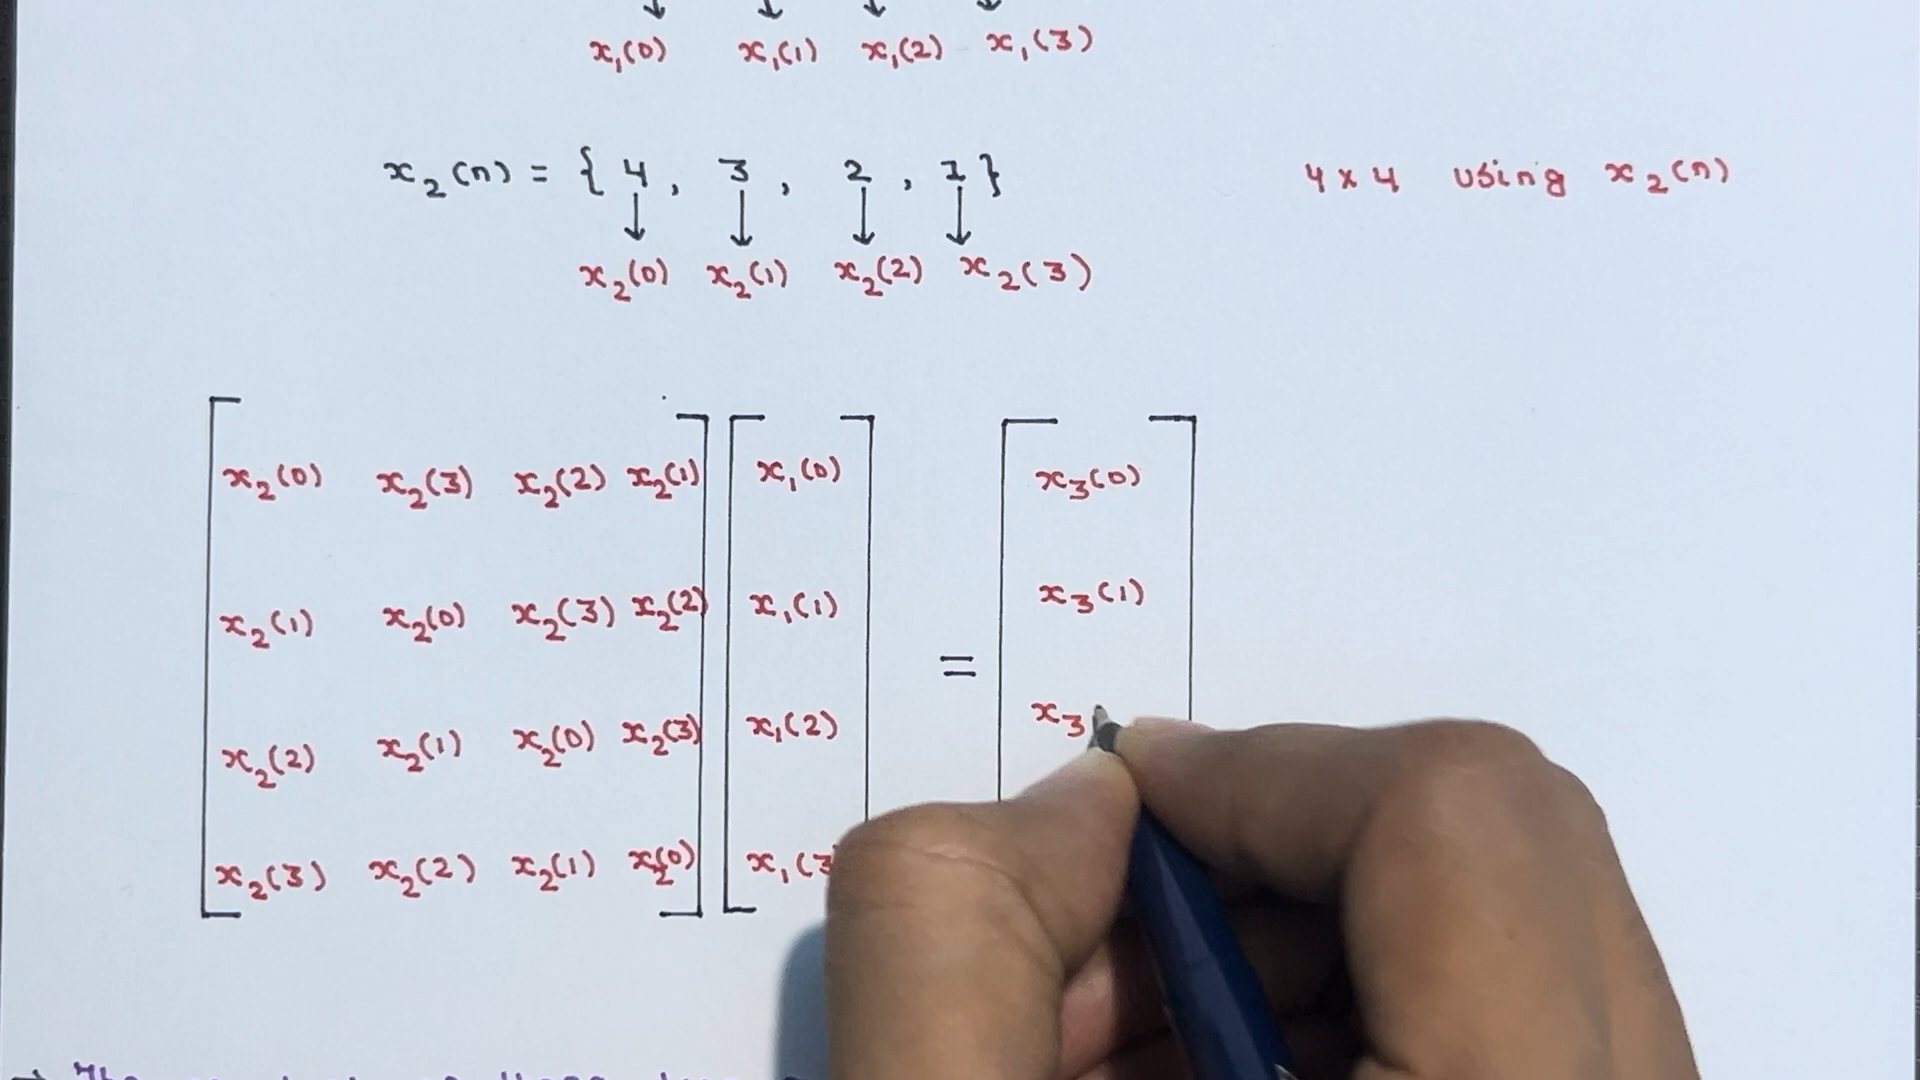 x₁(0) x₁(1) x₁(2) x₁(3)
x₂(n) = { 4, 3, 2, 1 }
4 × 4 using x₂(n)
x₂(0) x₂(1) x₂(2) x₂(3)
x₂(0) x₂(3) x₂(2) x₂(1) x₁(0) x₃(0)
x₂(1) x₂(0) x₂(3) x₂(2) x₁(1) = x₃(1)
x₂(2) x₂(1) x₂(0) x₂(3) x₁(2) x₃
x₂(3) x₂(2) x₂(1) x₂(0) x₁(3